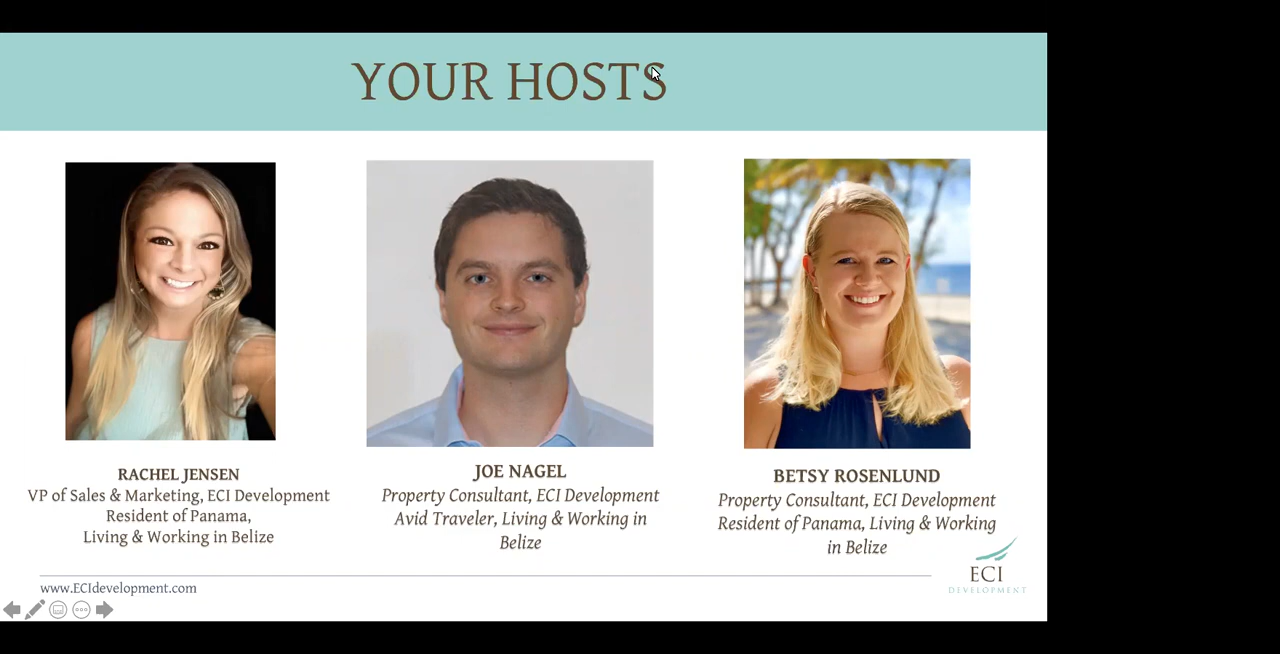 YOUR HOSTS
RACHEL JENSEN
VP of Sales & Marketing, ECI Development
Resident of Panama,
Living & Working in Belize
JOE NAGEL
Property Consultant, ECI Development
Avid Traveler, Living & Working in
Belize
BETSY ROSENLUND
Property Consultant, ECI Development
Resident of Panama, Living & Working
in Belize
www.ECIdevelopment.com
ECI
DEVELOPMENT